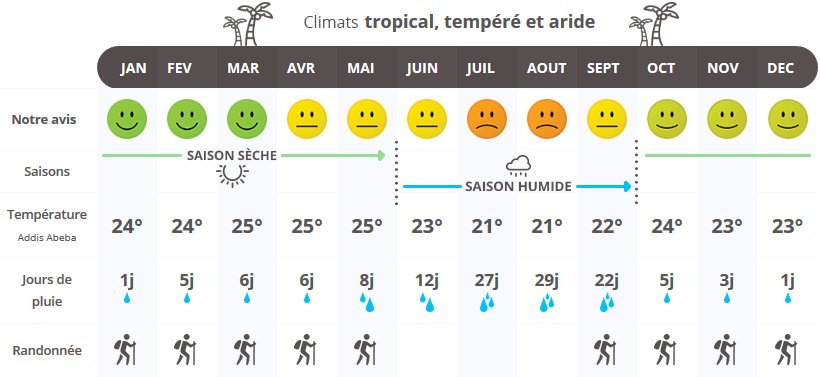 Climats tropical, tempéré et aride
JAN FEV MAR AVR MAI JUIN JUIL AOUT SEPT OCT NOV DEC
Notre avis
Saisons
SAISON SÈCHE
SAISON HUMIDE
Température
Addis Abeba
24° 24° 25° 25° 25° 23° 21° 21° 22° 24° 23° 23°
Jours de
pluie
1j 5j 6j 6j 8j 12j 27j 29j 22j 5j 3j 1j
Randonnée